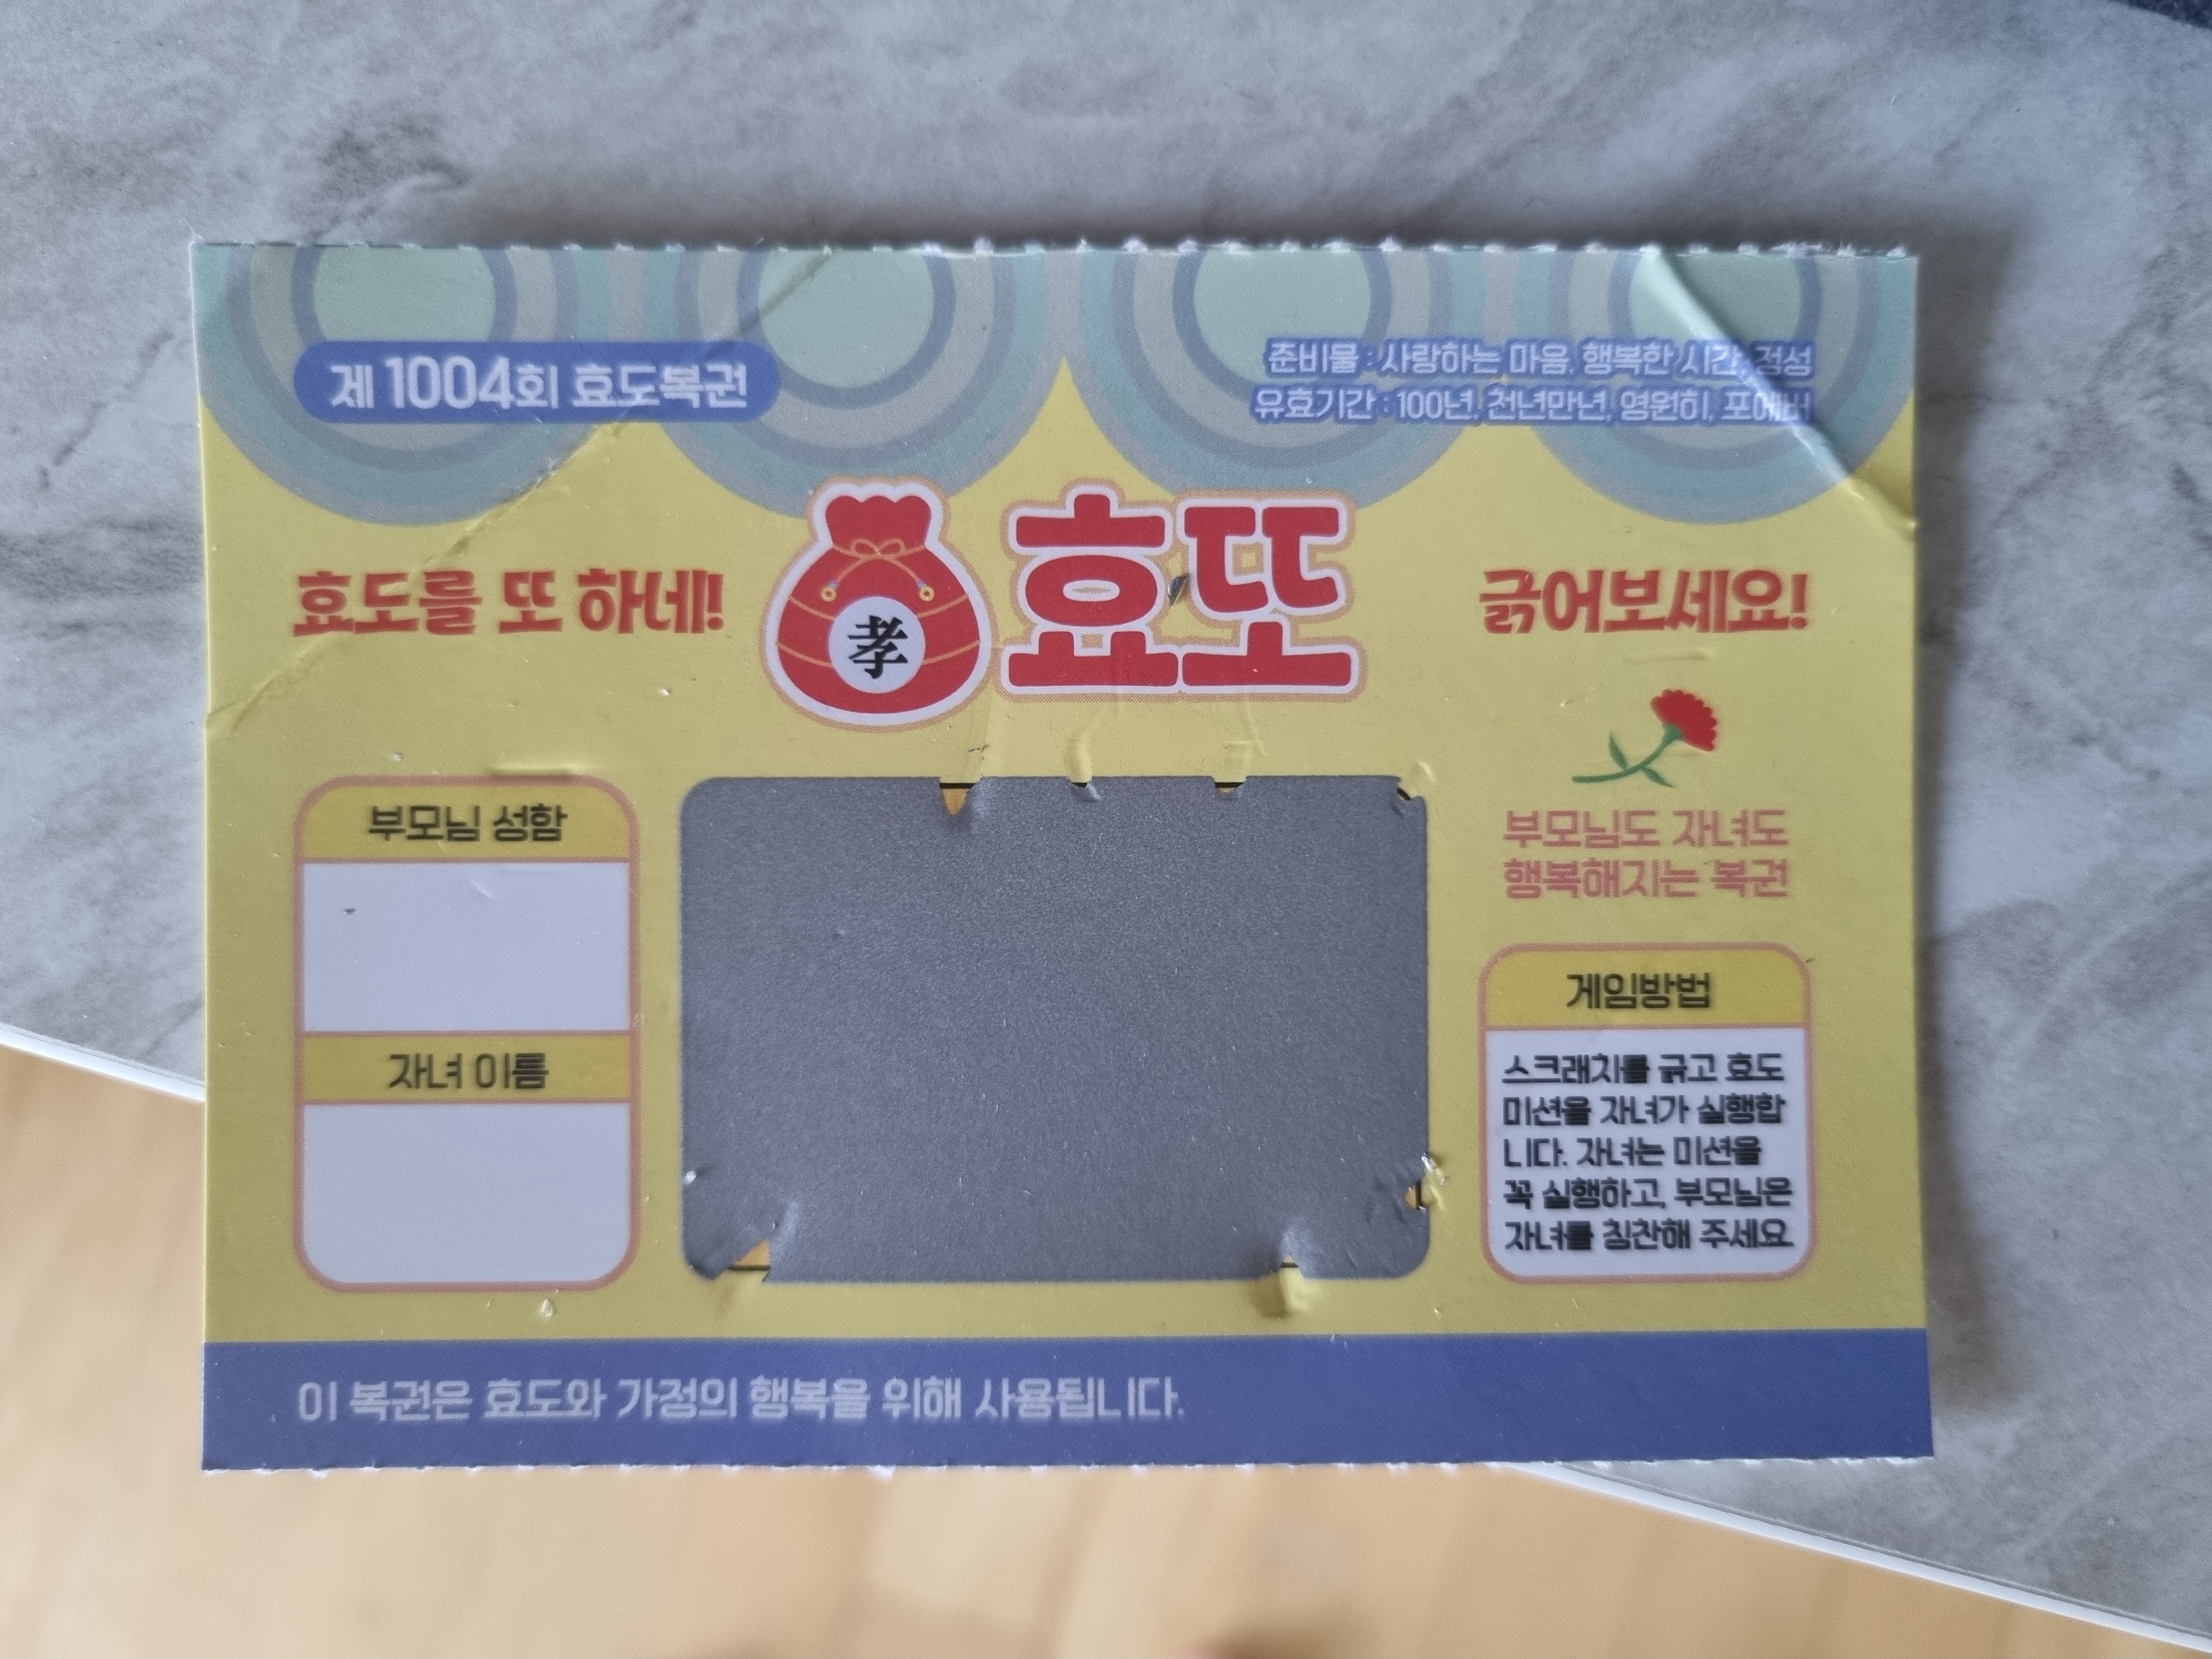 제 1004회 효도복권
준비물 : 사랑하는 마음, 행복한 시간, 정성
유효기간 : 100년, 천년만년, 영원히, 포에버
효도를 또 하네!
孝
효또
긁어보세요!
부모님도 자녀도
행복해지는 복권
부모님 성함
자녀 이름
게임방법
스크래치를 긁고 효도
미션을 자녀가 실행합
니다. 자녀는 미션을
꼭 실행하고, 부모님은
자녀를 칭찬해 주세요.
이 복권은 효도와 가정의 행복을 위해 사용됩니다.